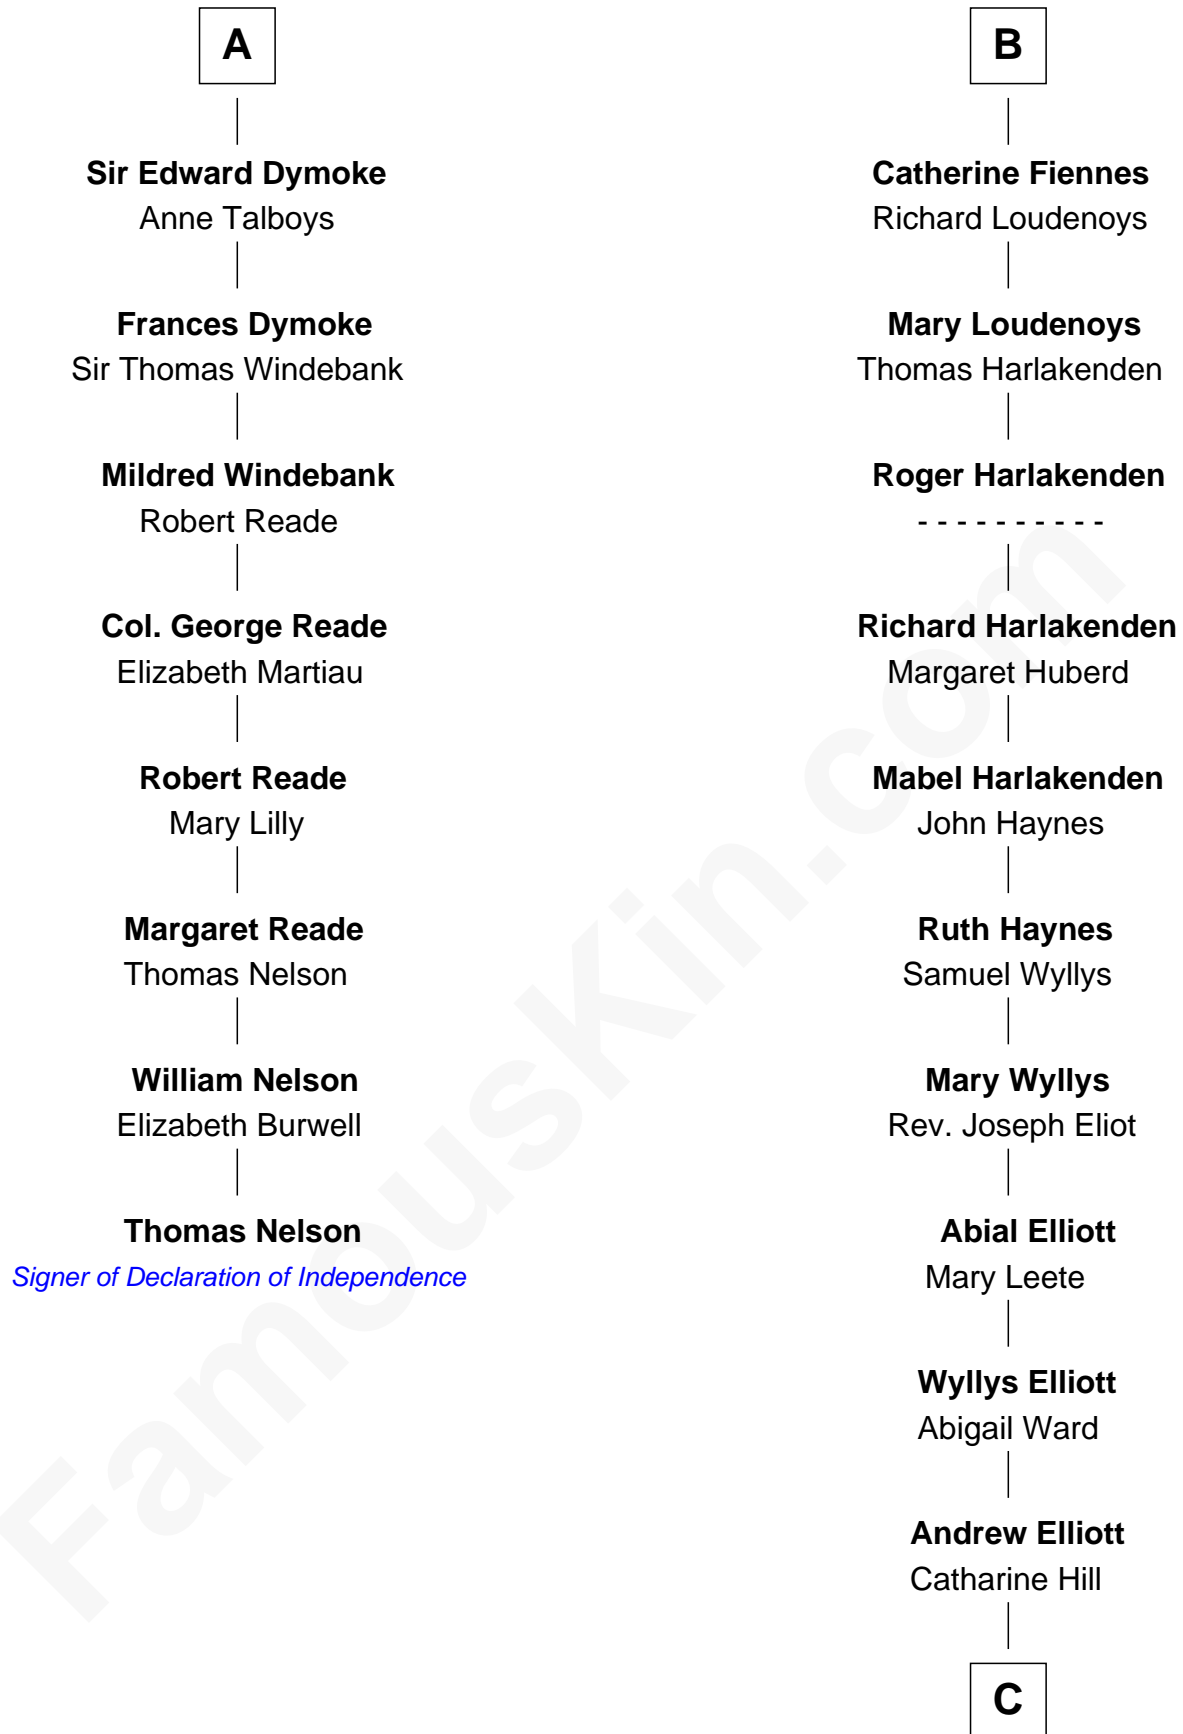 A
Sir Edward Dymoke
Anne Talboys
Frances Dymoke
Sir Thomas Windebank
Mildred Windebank
Robert Reade
Col. George Reade
Elizabeth Martiau
Robert Reade
Mary Lilly
Margaret Reade
Thomas Nelson
William Nelson
Elizabeth Burwell
Thomas Nelson
Signer of Declaration of Independence
B
Catherine Fiennes
Richard Loudenoys
Mary Loudenoys
Thomas Harlakenden
Roger Harlakenden
- - - - - - - - - -
Richard Harlakenden
Margaret Huberd
Mabel Harlakenden
John Haynes
Ruth Haynes
Samuel Wyllys
Mary Wyllys
Rev. Joseph Eliot
Abial Elliott
Mary Leete
Wyllys Elliott
Abigail Ward
Andrew Elliott
Catharine Hill
C
FamousKin.com